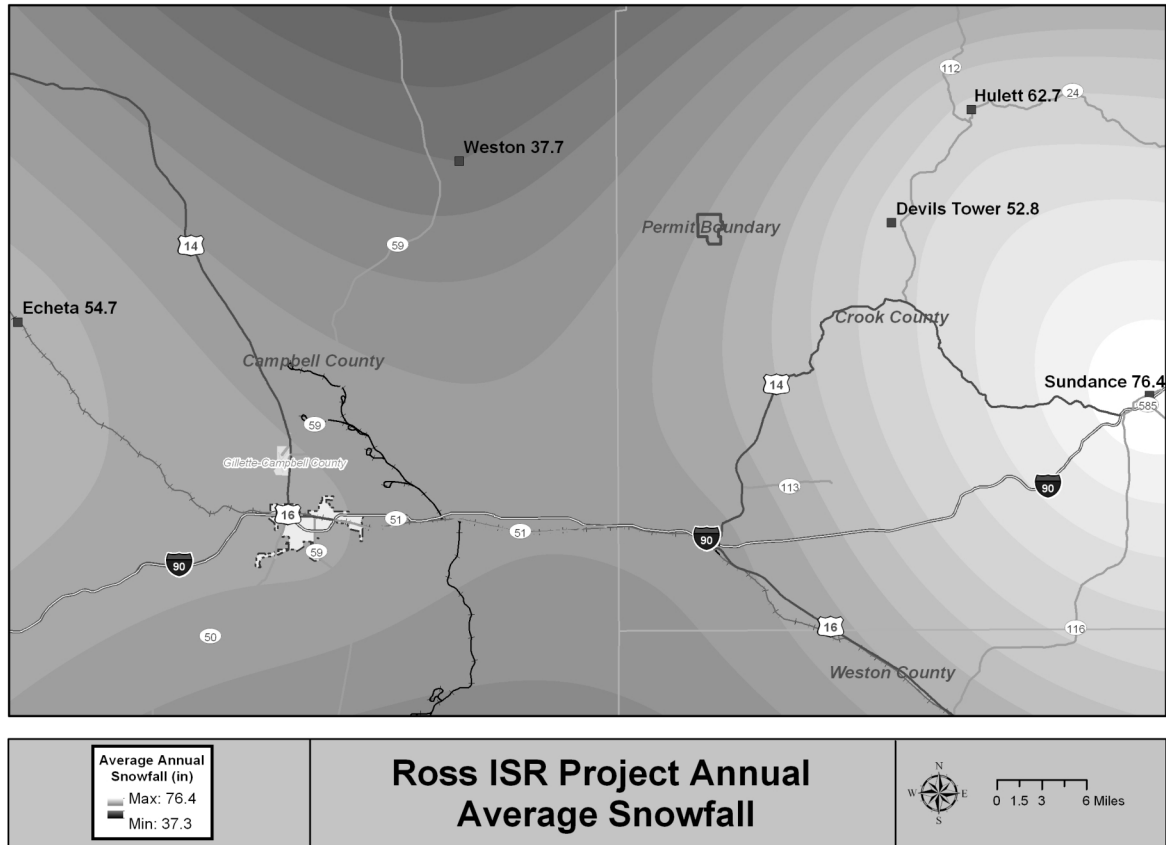 112
Hulett 62.7
24
Weston 37.7
Devils Tower 52.8
Permit Boundary
14
59
Echeta 54.7
Crook County
Campbell County
14
Sundance 76.4
585
59
Gillette-Campbell County
113
90
16
51
51
90
59
90
50
16
116
Weston County
Average Annual
Snowfall (in)
Max: 76.4
Min: 37.3
Ross ISR Project Annual
Average Snowfall
N
W
E
S
0 1.5 3 6 Miles